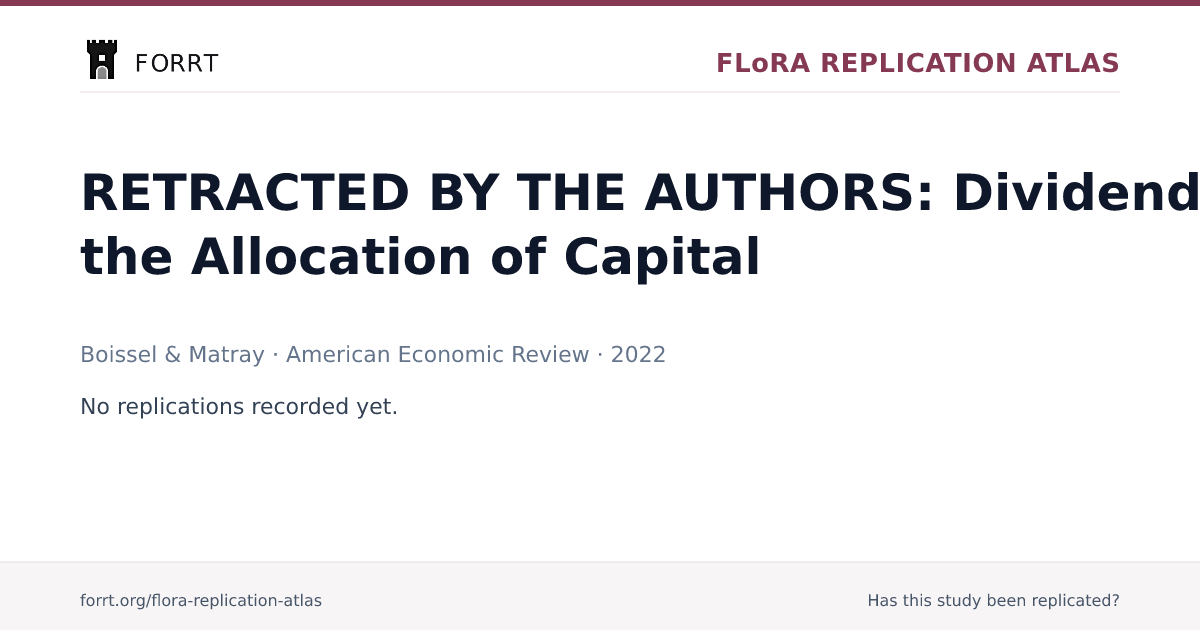 FORRT
FLoRA REPLICATION ATLAS
RETRACTED BY THE AUTHORS: Dividend
the Allocation of Capital
Boissel & Matray · American Economic Review · 2022
No replications recorded yet.
forrt.org/flora-replication-atlas
Has this study been replicated?